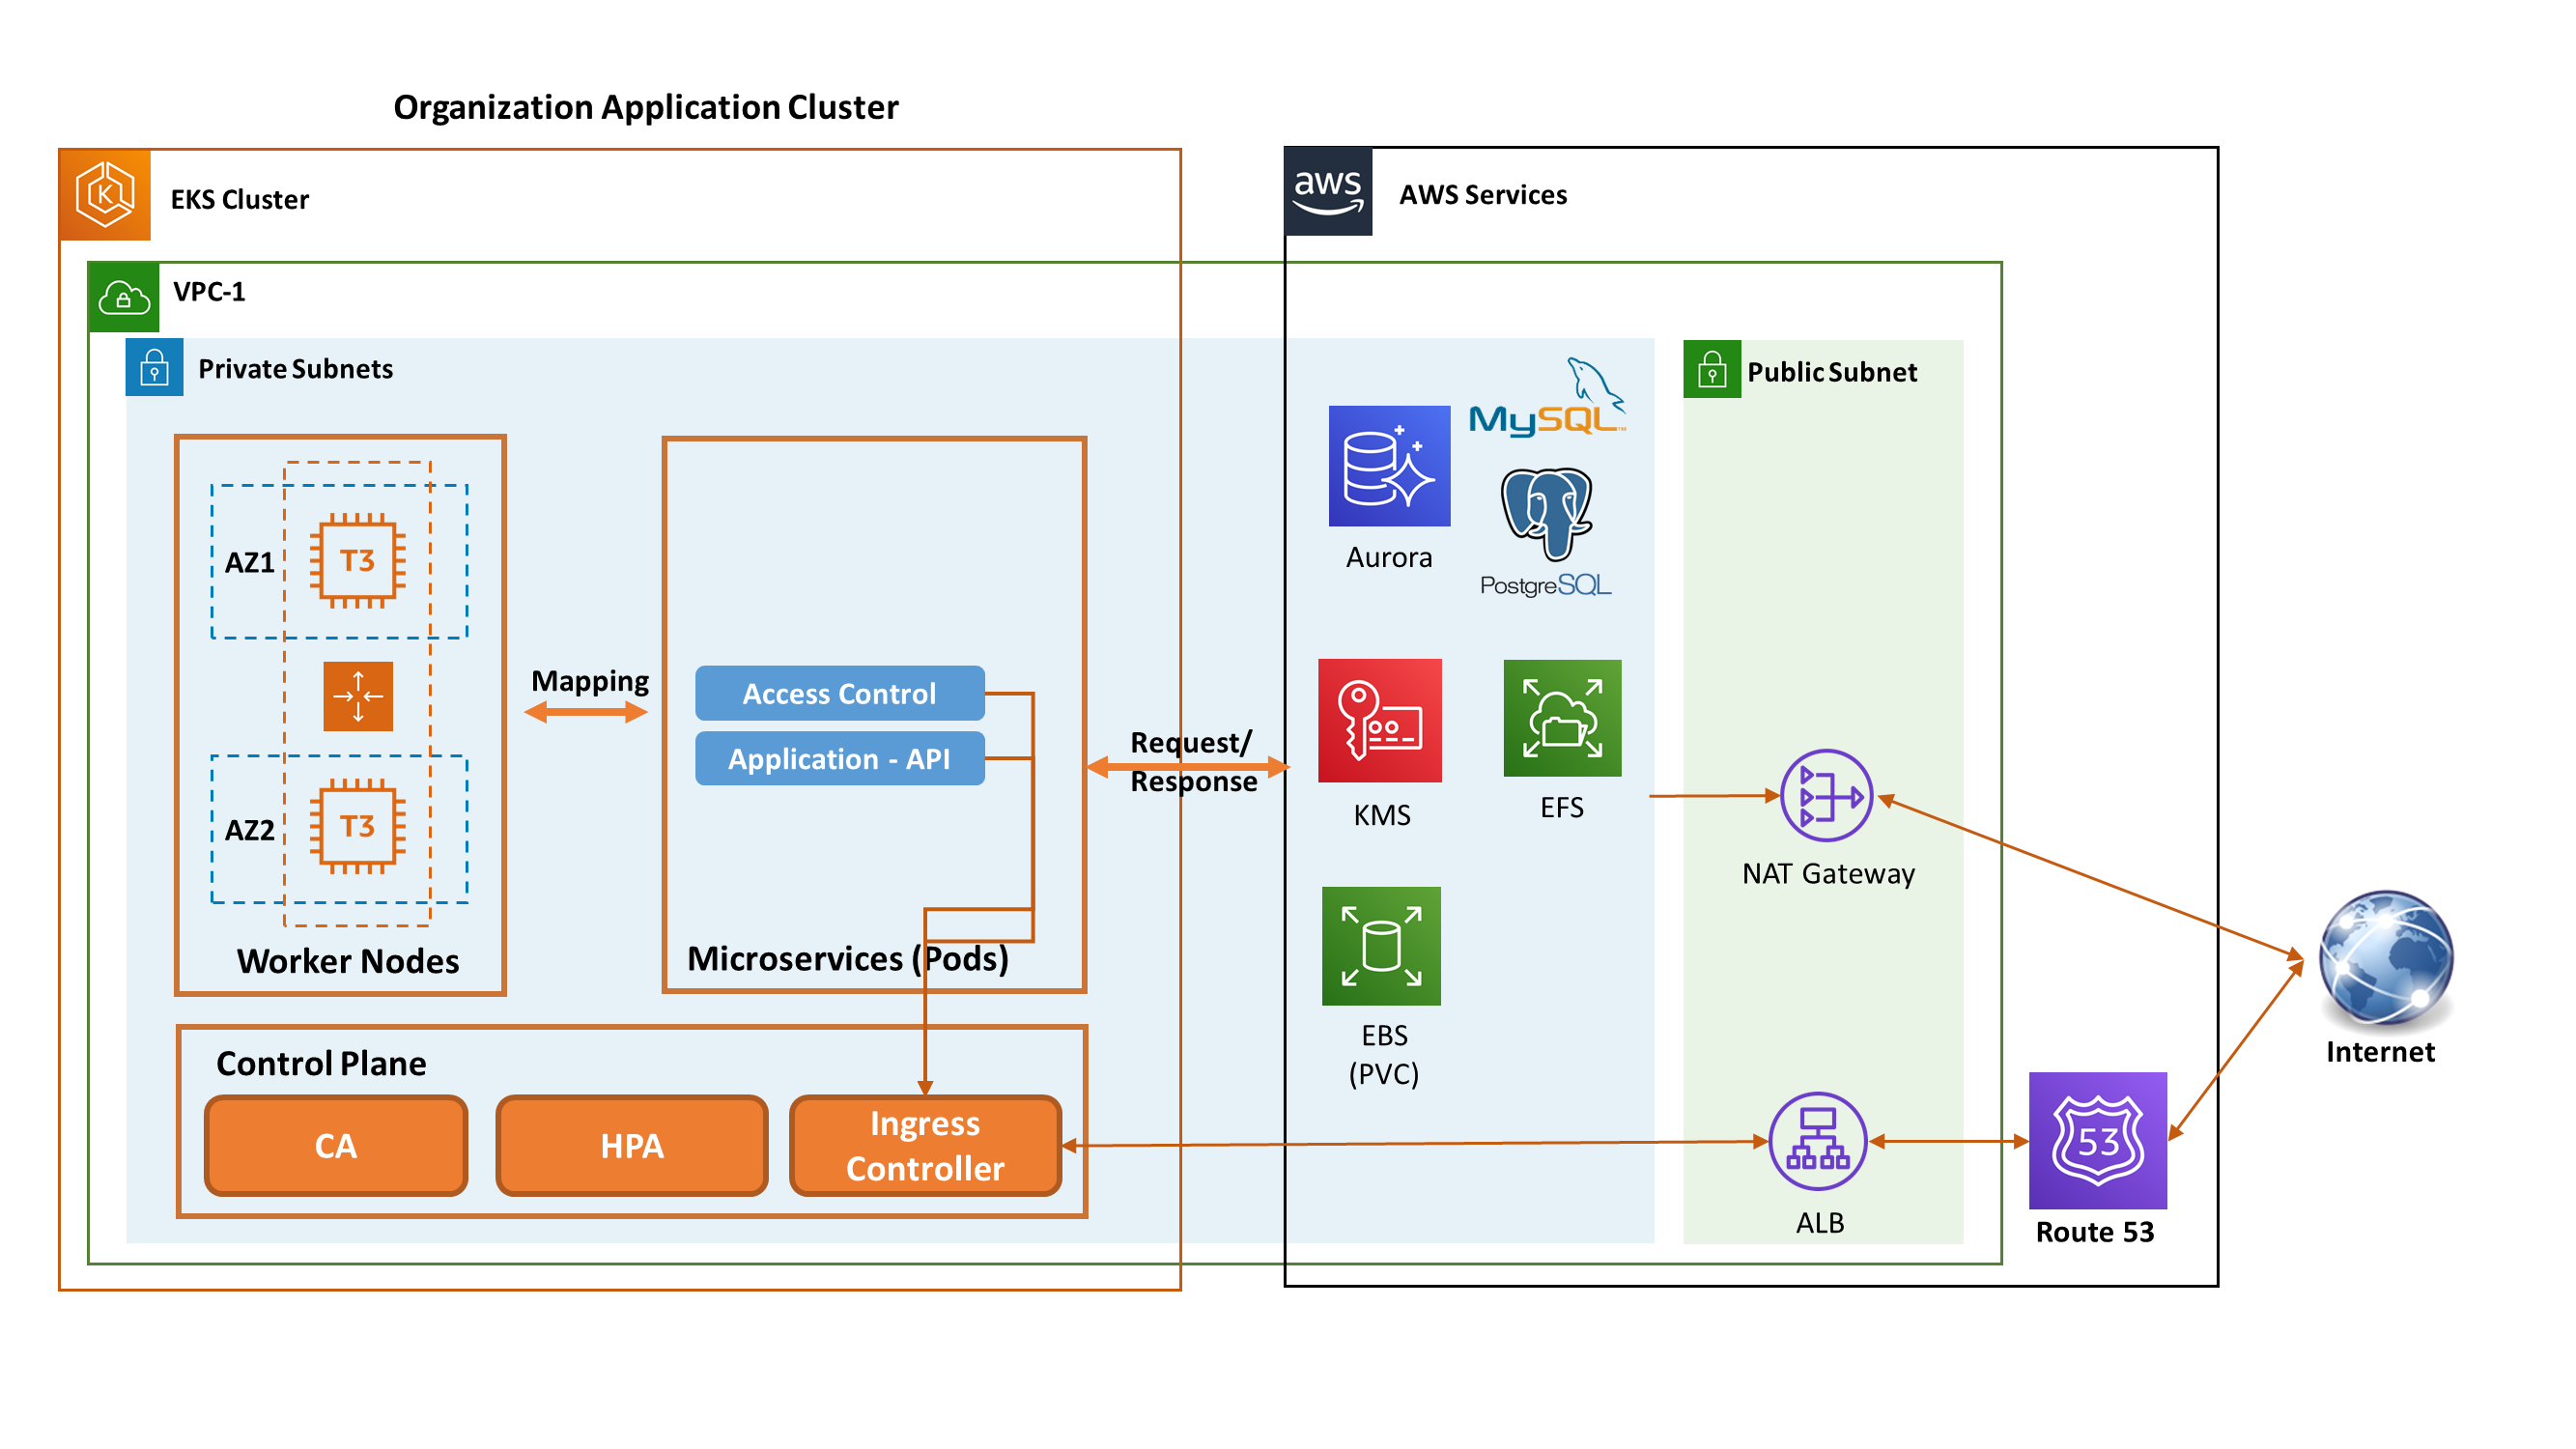 Organization Application Cluster
EKS Cluster
aws
AWS Services
VPC-1
Private Subnets
Public Subnet
MySQL™
Aurora
PostgreSQL
AZ1
T3
AZ2
T3
Worker Nodes
Mapping
Access Control
Application - API
Microservices (Pods)
Request/
Response
KMS
EFS
EBS
(PVC)
NAT Gateway
Internet
Control Plane
CA
HPA
Ingress
Controller
ALB
53
Route 53
K